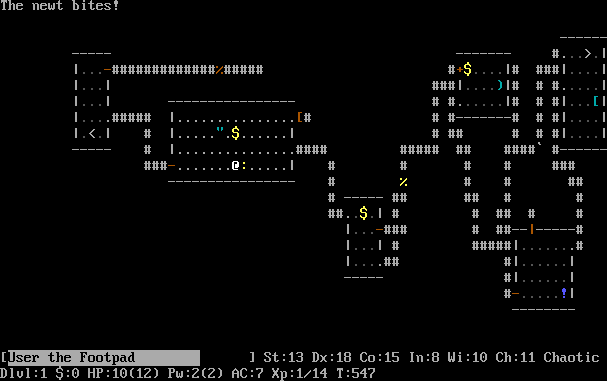 The newt bites!
[User the Footpad ] St:13 Dx:18 Co:15 In:8 Wi:10 Ch:11 Chaotic
Dlvl:1 $:0 HP:10(12) Pw:2(2) AC:7 Xp:1/14 T:547